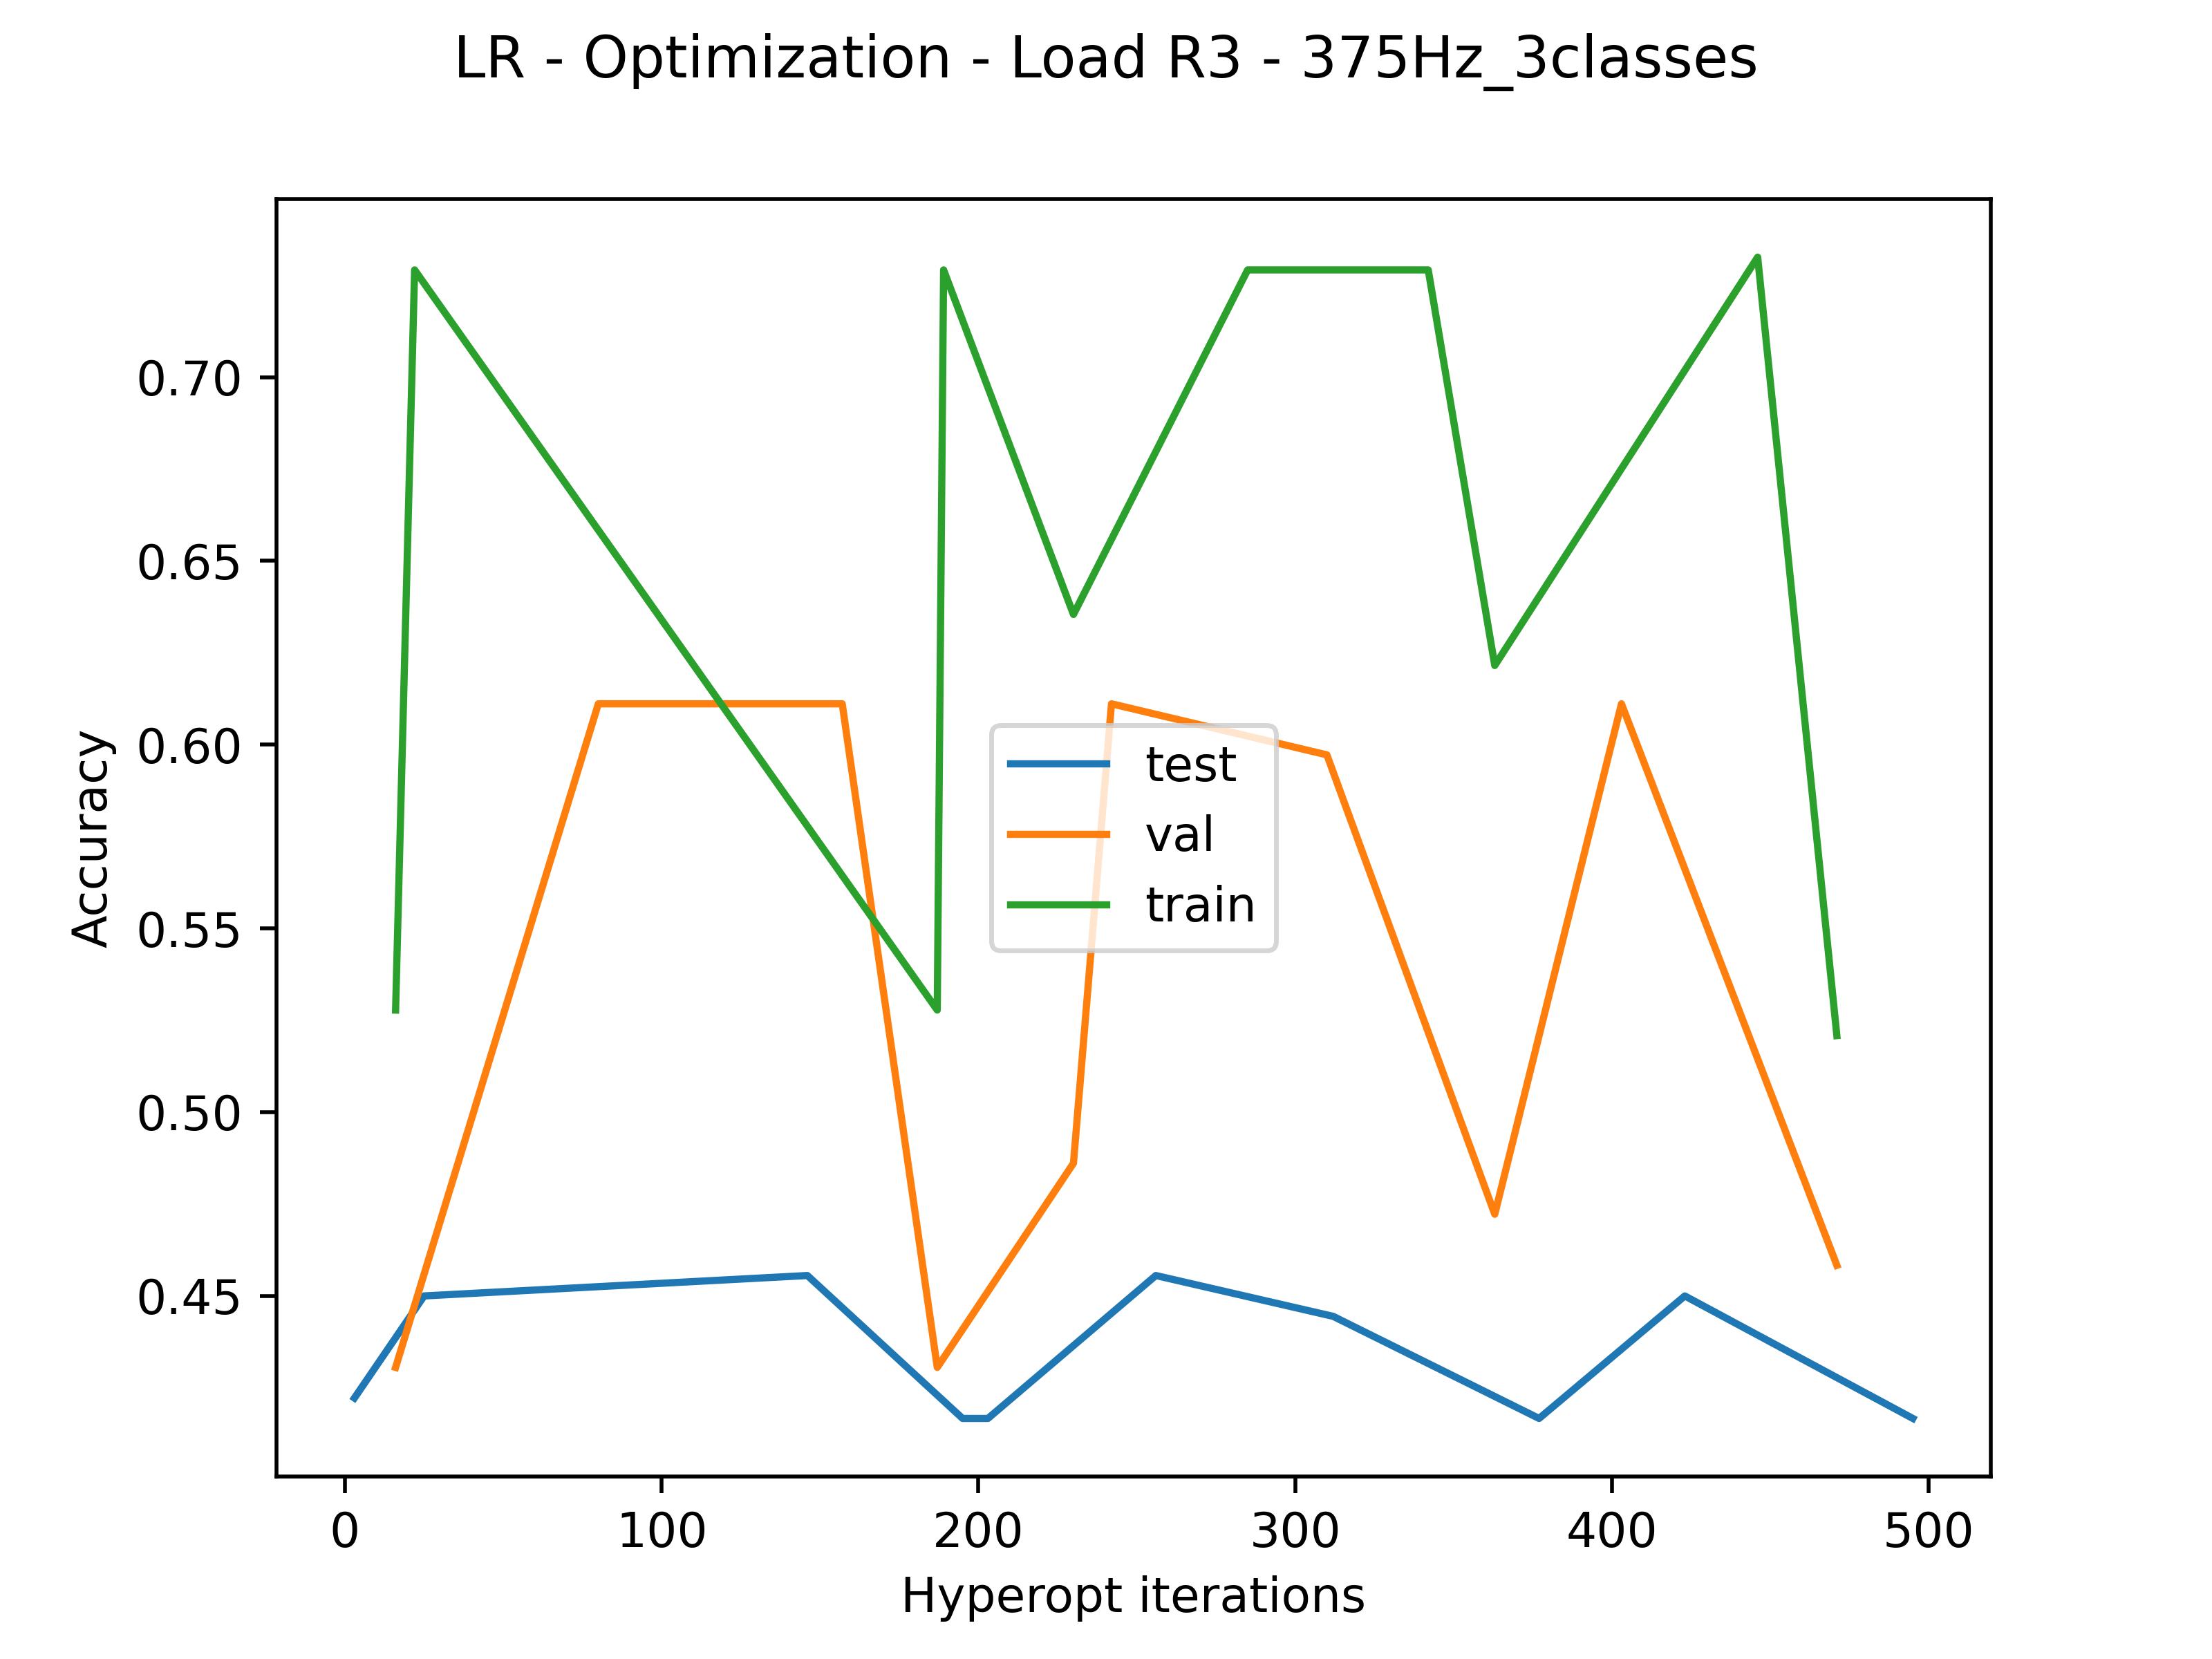 LR - Optimization - Load R3 - 375Hz_3classes
Accuracy
0.70
0.65
0.60
0.55
0.50
0.45
test
val
train
0 100 200 300 400 500
Hyperopt iterations